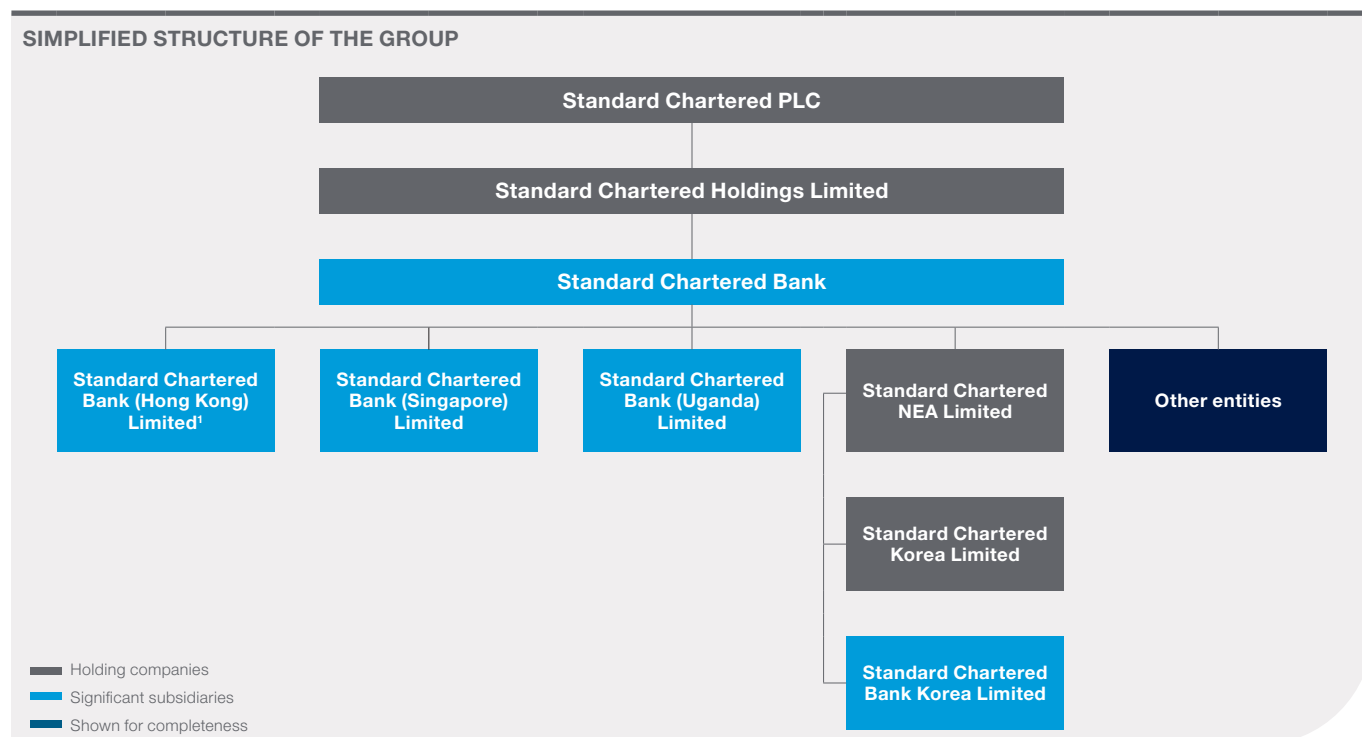 SIMPLIFIED STRUCTURE OF THE GROUP
Standard Chartered PLC
Standard Chartered Holdings Limited
Standard Chartered Bank
Standard Chartered
Bank (Hong Kong)
Limited¹
Standard Chartered
Bank (Singapore)
Limited
Standard Chartered
Bank (Uganda)
Limited
Standard Chartered
NEA Limited
Other entities
Standard Chartered
Korea Limited
Standard Chartered
Bank Korea Limited
Holding companies
Significant subsidiaries
Shown for completeness